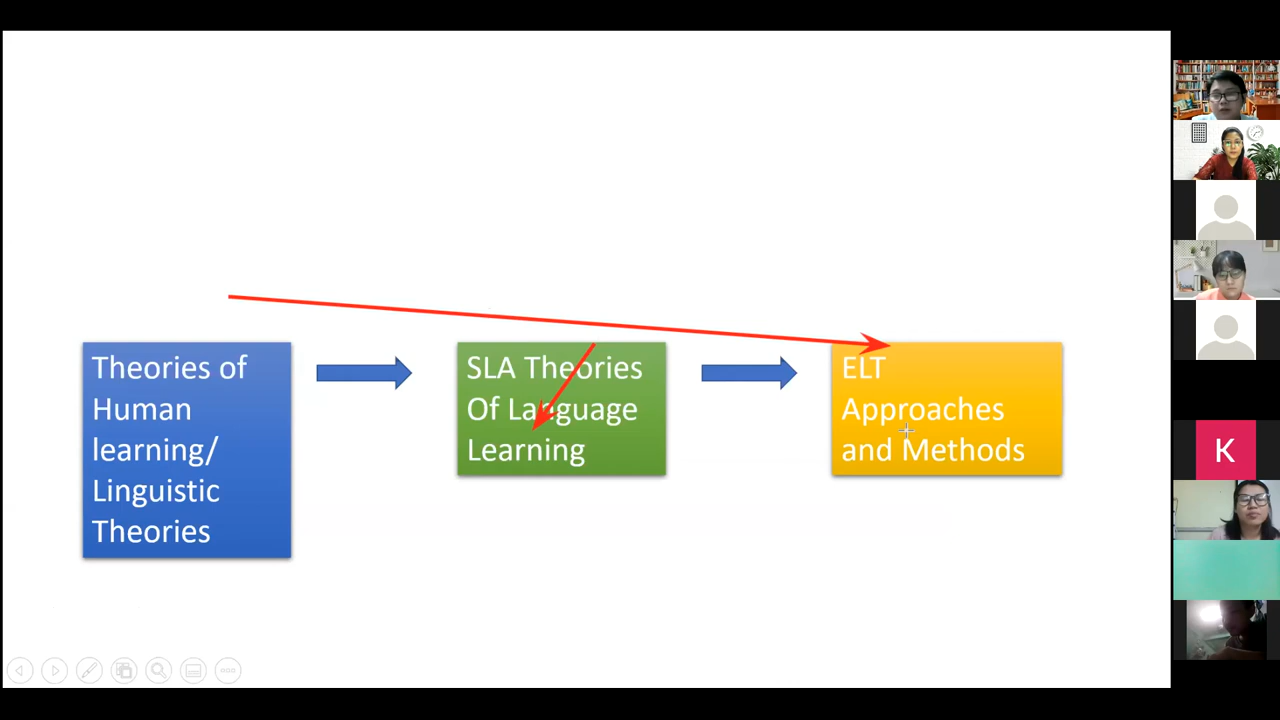 Theories of
Human
learning/
Linguistic
Theories
SLA Theories
Of Language
Learning
ELT
Approaches
and Methods
K